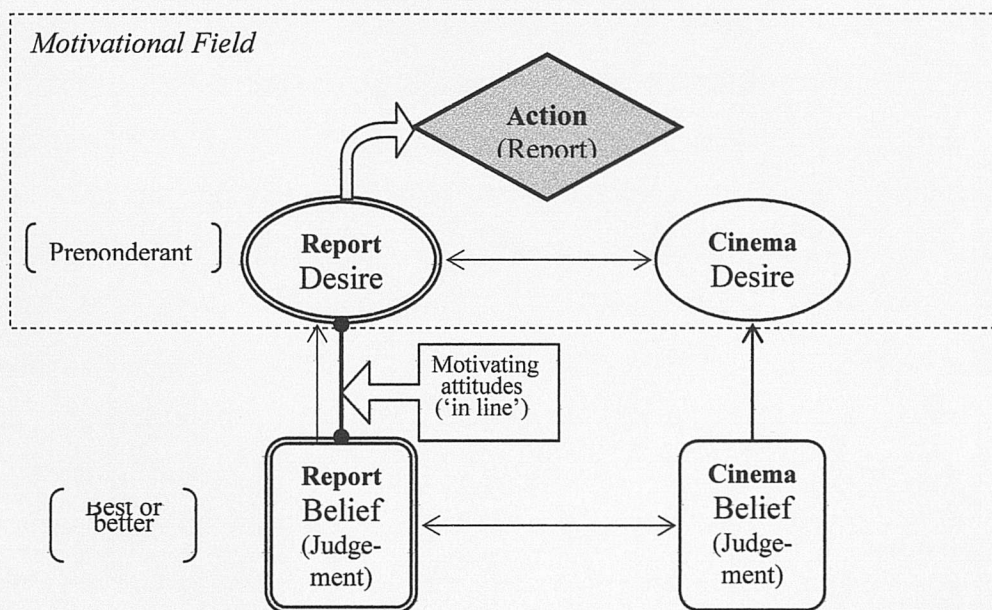 Motivational Field
Action
(Report)
Preponderant
Report
Desire
Cinema
Desire
Motivating
attitudes
('in line')
Best or
better
Report
Belief
(Judge-
ment)
Cinema
Belief
(Judge-
ment)